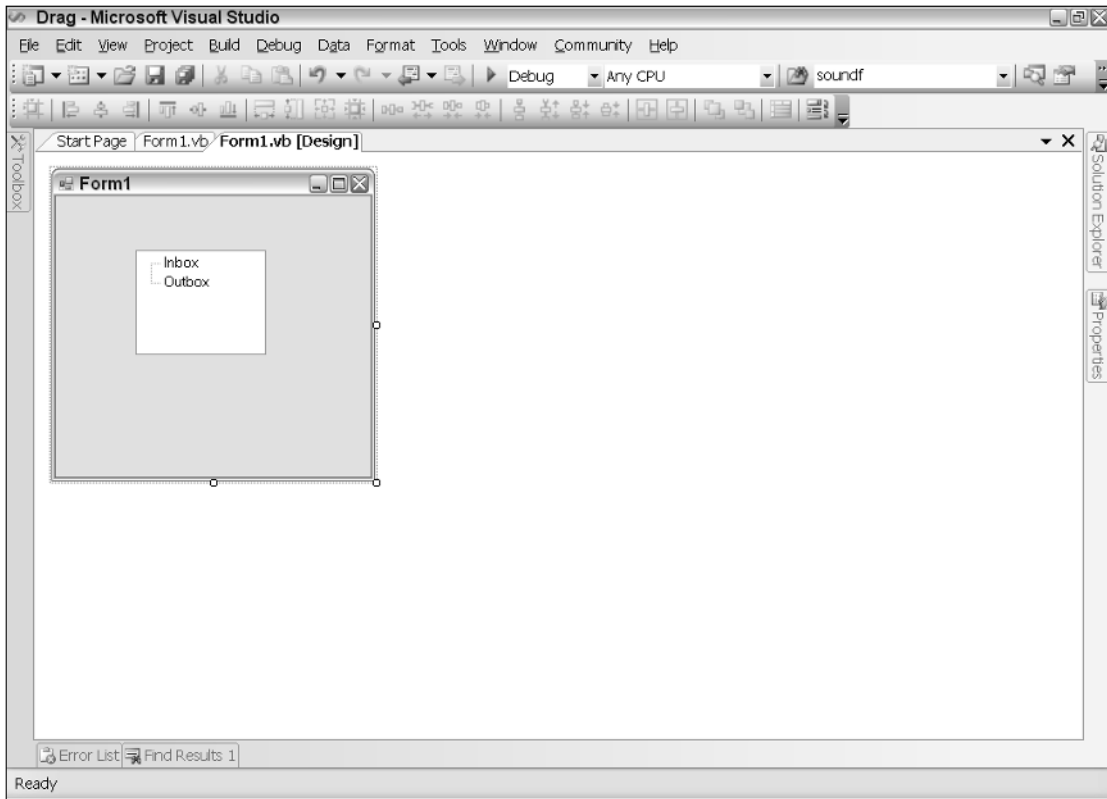 Drag - Microsoft Visual Studio
File Edit View Project Build Debug Data Format Tools Window Community Help
Debug Any CPU soundf
Start Page Form1.vb Form1.vb [Design]
Toolbox
Form1
Inbox
Outbox
Solution Explorer
Properties
Error List Find Results 1
Ready